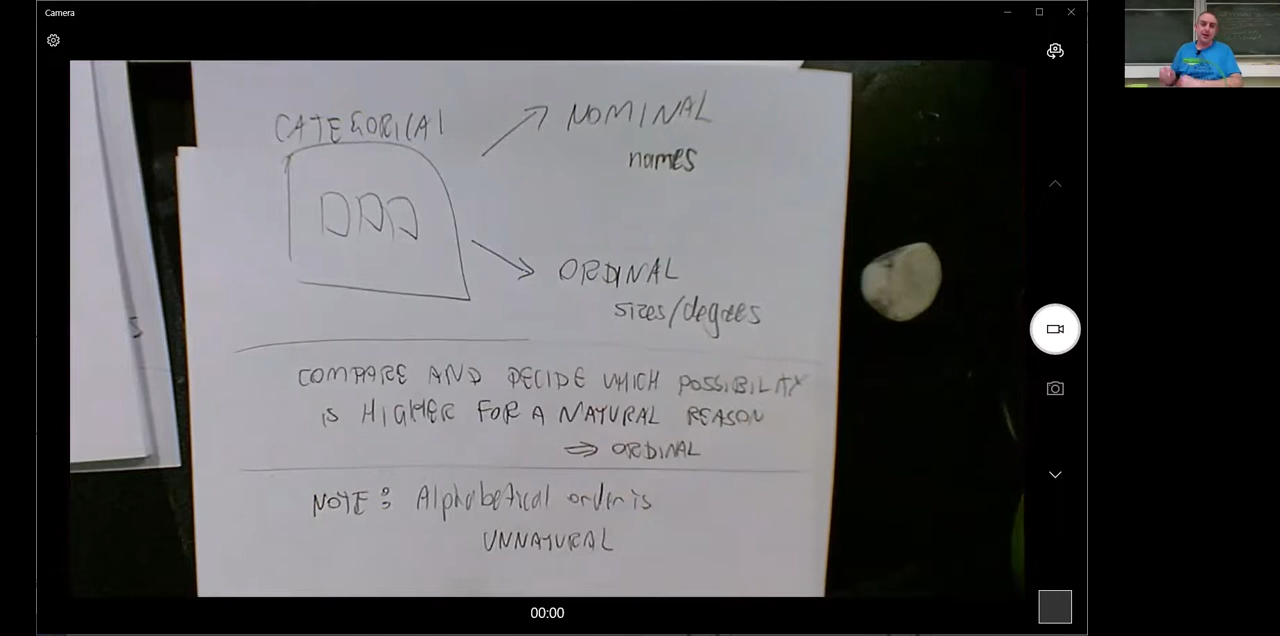 Camera
CATEGORICAL
NOMINAL
names
ORDINAL
sizes/degrees
COMPARE AND DECIDE WHICH POSSIBILITY
IS HIGHER FOR A NATURAL REASON
⇒ ORDINAL
NOTE: Alphabetical order is
UNNATURAL
00:00